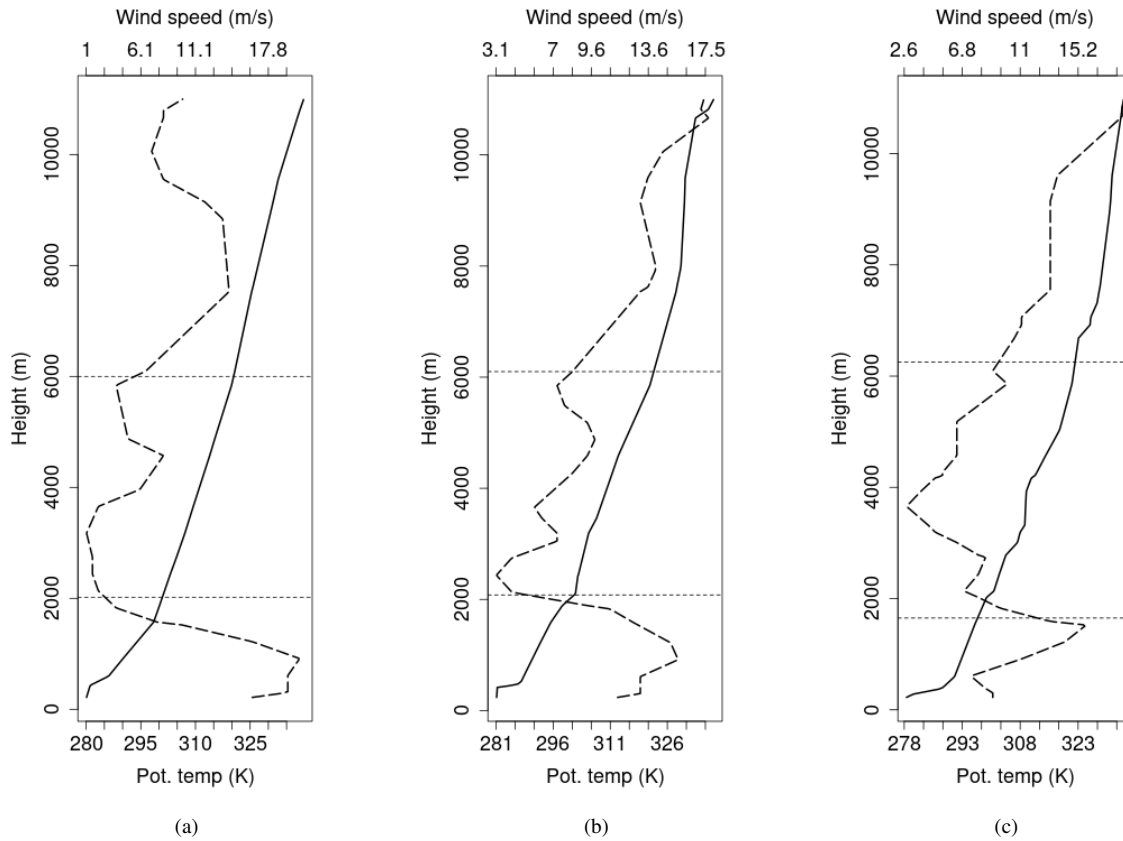 Wind speed (m/s)
1 6.1 11.1 17.8
10000
8000
6000
4000
2000
0
Height (m)
280 295 310 325
Pot. temp (K)
(a)
Wind speed (m/s)
3.1 7 9.6 13.6 17.5
10000
8000
6000
4000
2000
0
Height (m)
281 296 311 326
Pot. temp (K)
(b)
Wind speed (m/s)
2.6 6.8 11 15.2
10000
8000
6000
4000
2000
0
Height (m)
278 293 308 323
Pot. temp (K)
(c)